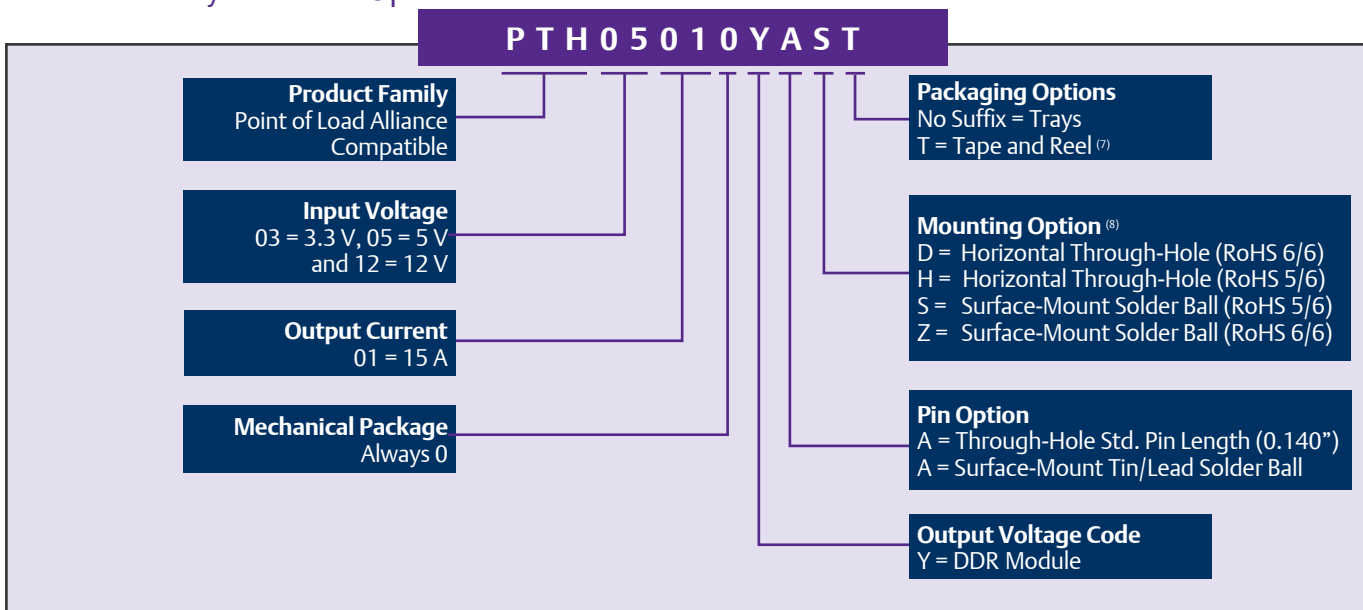 PTH05010YAST
Product Family
Point of Load Alliance
Compatible
Input Voltage
03 = 3.3 V, 05 = 5 V
and 12 = 12 V
Output Current
01 = 15 A
Mechanical Package
Always 0
Packaging Options
No Suffix = Trays
T = Tape and Reel (7)
Mounting Option (8)
D = Horizontal Through-Hole (RoHS 6/6)
H = Horizontal Through-Hole (RoHS 5/6)
S = Surface-Mount Solder Ball (RoHS 5/6)
Z = Surface-Mount Solder Ball (RoHS 6/6)
Pin Option
A = Through-Hole Std. Pin Length (0.140”)
A = Surface-Mount Tin/Lead Solder Ball
Output Voltage Code
Y = DDR Module